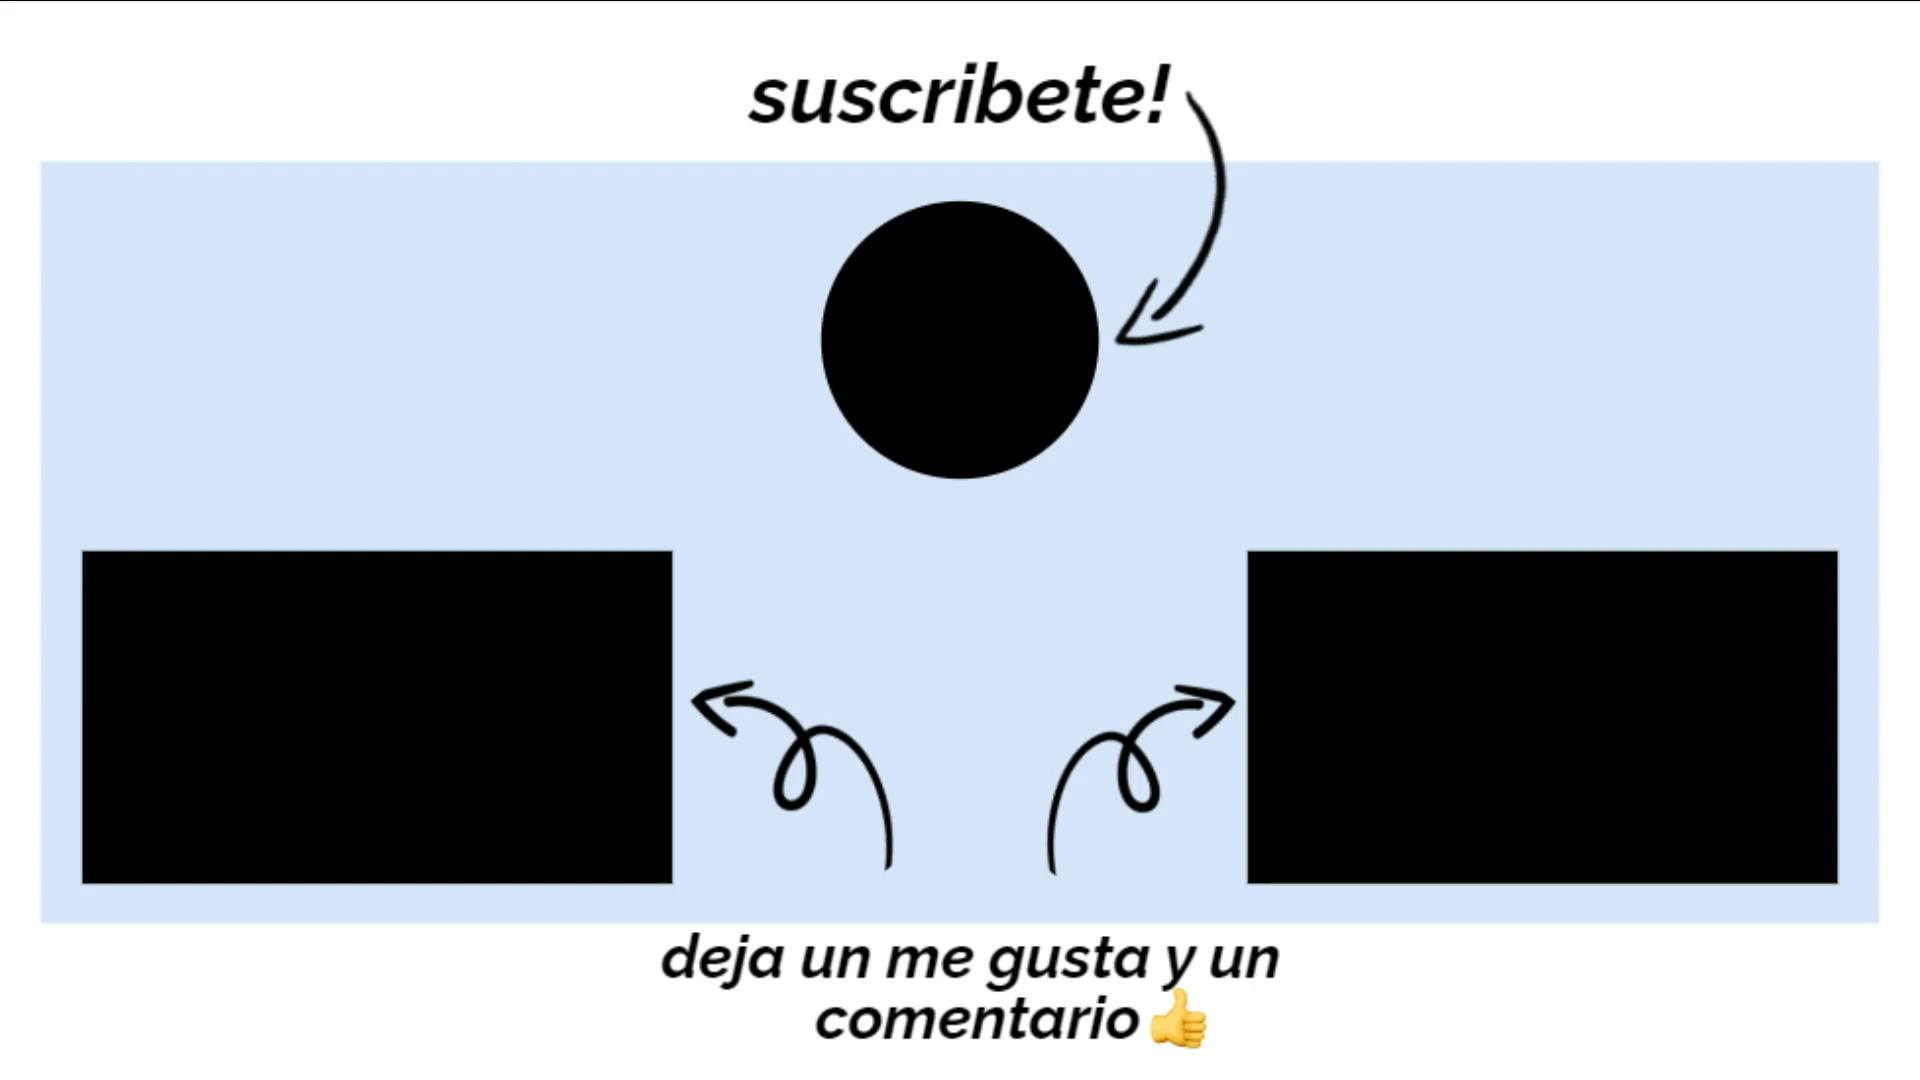 suscribete!
deja un me gusta y un
comentario👍